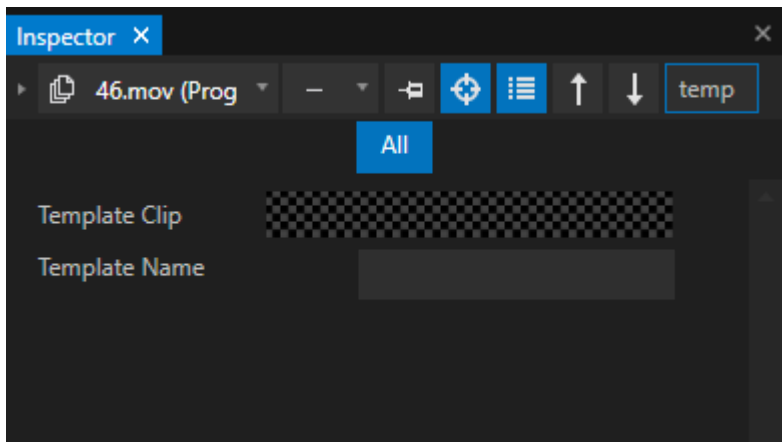 Inspector
46.mov (Prog
temp
All
Template Clip
Template Name